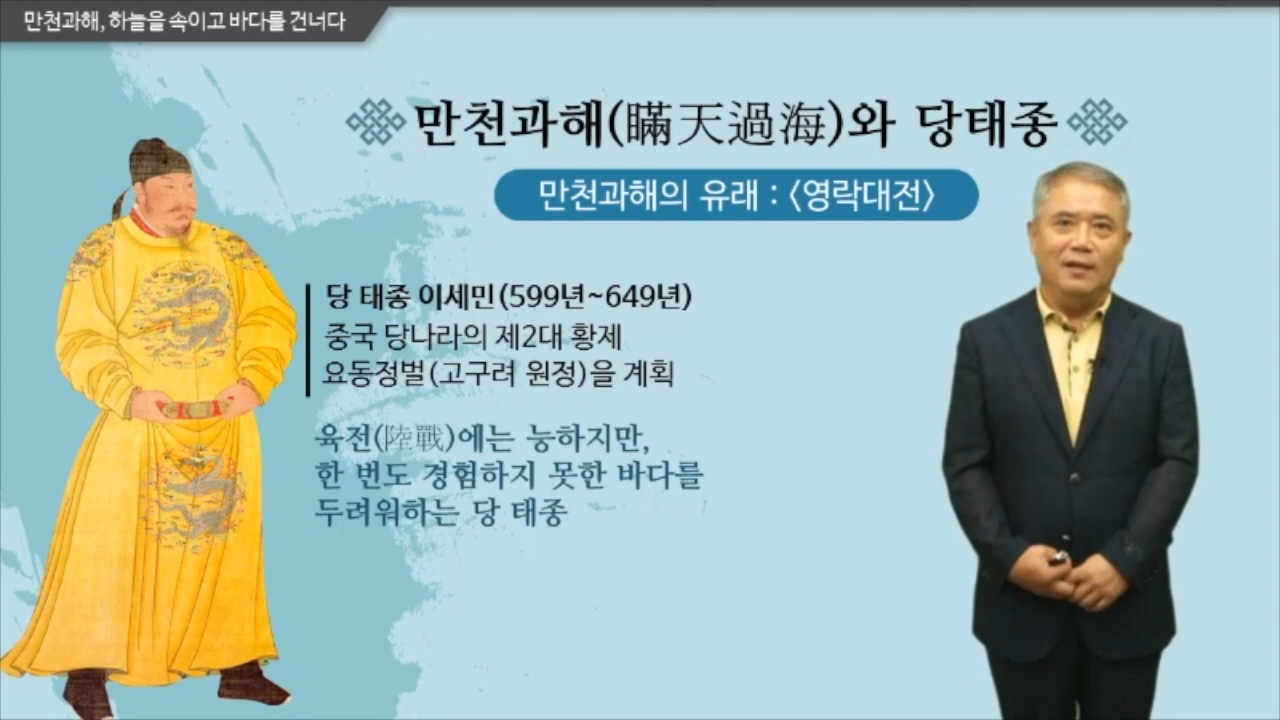 만천과해, 하늘을 속이고 바다를 건너다
만천과해(瞞天過海)와 당태종
만천과해의 유래 : <영락대전>
당 태종 이세민(599년~649년)
중국 당나라의 제2대 황제
요동정벌(고구려 원정)을 계획
육전(陸戰)에는 능하지만,
한 번도 경험하지 못한 바다를
두려워하는 당 태종